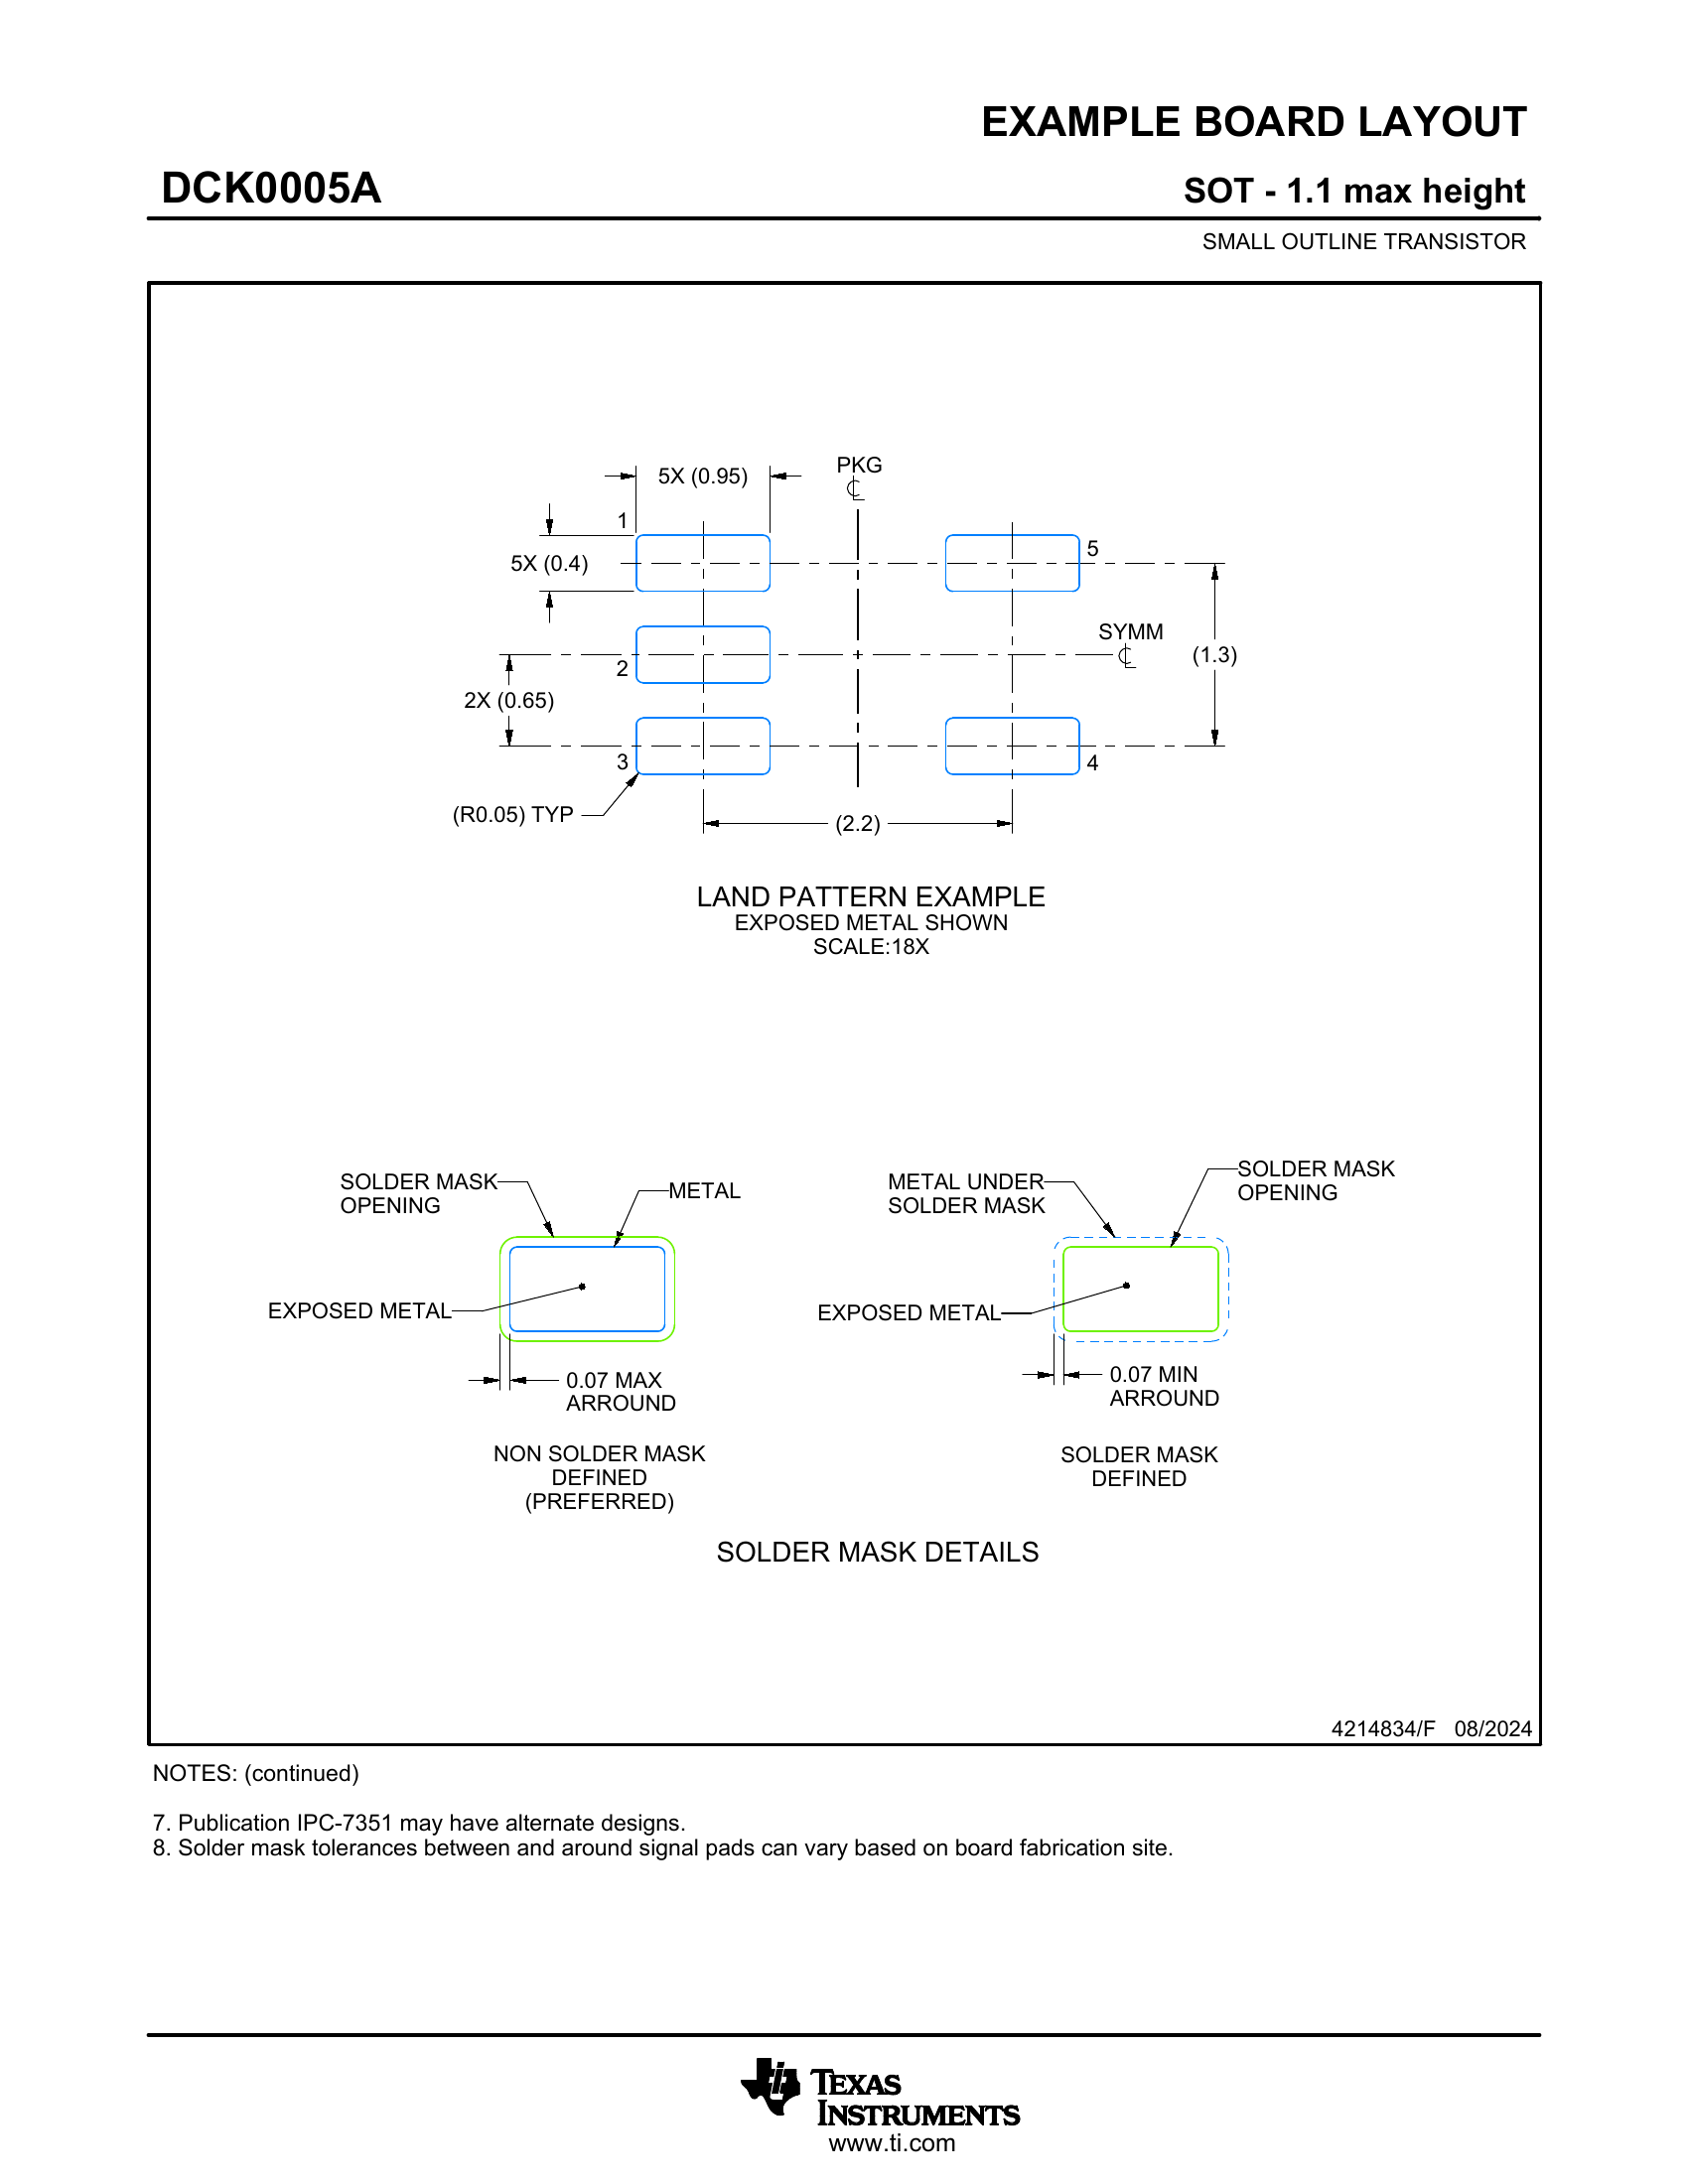 EXAMPLE BOARD LAYOUT
DCK0005A
SOT - 1.1 max height
SMALL OUTLINE TRANSISTOR
PKG
5X (0.95)
1
5
5X (0.4)
SYMM
(1.3)
2
2X (0.65)
3
4
(R0.05) TYP
(2.2)
LAND PATTERN EXAMPLE
EXPOSED METAL SHOWN
SCALE:18X
SOLDER MASK
OPENING
METAL
EXPOSED METAL
0.07 MAX
ARROUND
NON SOLDER MASK
DEFINED
(PREFERRED)
METAL UNDER
SOLDER MASK
SOLDER MASK
OPENING
EXPOSED METAL
0.07 MIN
ARROUND
SOLDER MASK
DEFINED
SOLDER MASK DETAILS
4214834/F 08/2024
NOTES: (continued)
7. Publication IPC-7351 may have alternate designs.
8. Solder mask tolerances between and around signal pads can vary based on board fabrication site.
TEXAS
INSTRUMENTS
www.ti.com